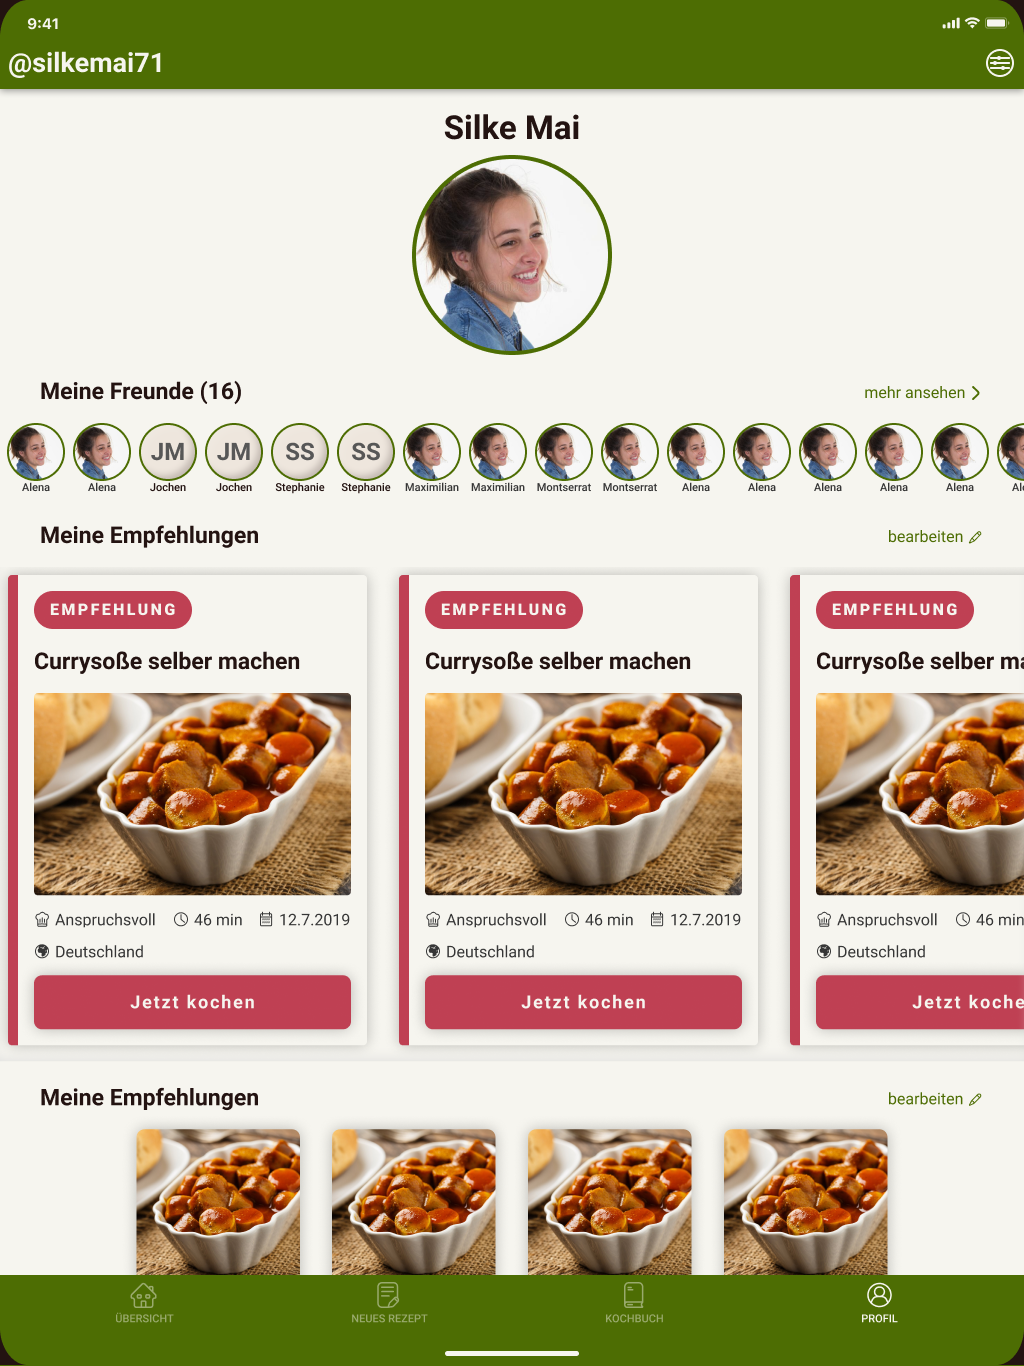 9:41
@silkemai71
Silke Mai
Meine Freunde (16)
mehr ansehen
JM JM SS SS
Alena Alena Jochen Jochen Stephanie Stephanie Maximilian Maximilian Montserrat Montserrat Alena Alena Alena Alena Alena Al
Meine Empfehlungen
bearbeiten
EMPFEHLUNG EMPFEHLUNG EMPFEHLUNG
Currysoße selber machen Currysoße selber machen Currysoße selber ma
Anspruchsvoll 46 min 12.7.2019 Anspruchsvoll 46 min 12.7.2019 Anspruchsvoll 46 min
Deutschland Deutschland Deutschland
Jetzt kochen Jetzt kochen Jetzt koche
Meine Empfehlungen
bearbeiten
ÜBERSICHT NEUES REZEPT KOCHBUCH PROFIL